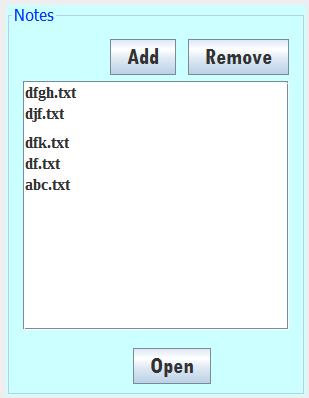 Notes
Add Remove
dfgh.txt
djf.txt
dfk.txt
df.txt
abc.txt
Open